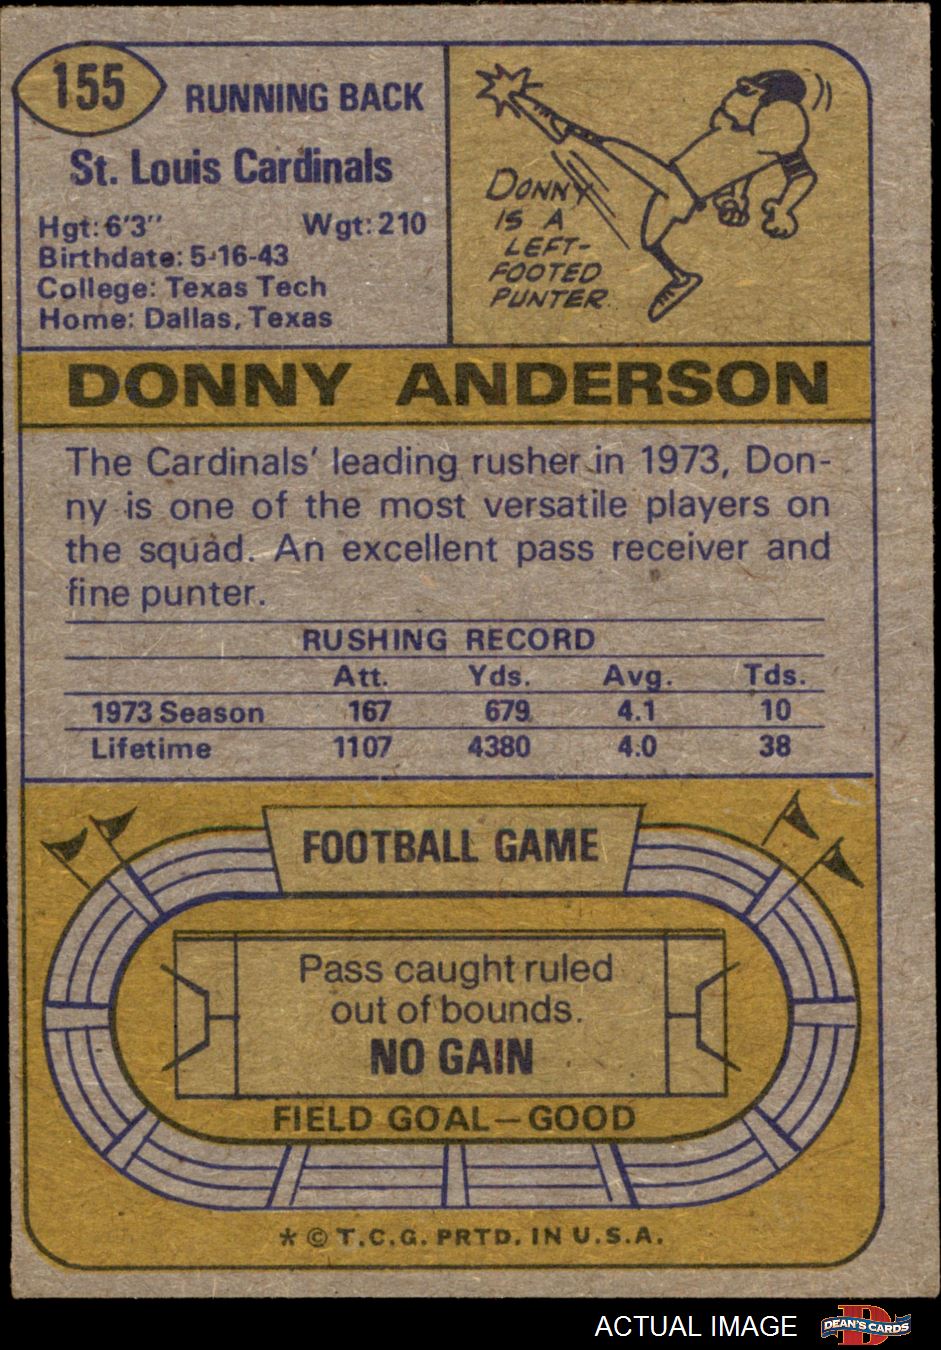 155
RUNNING BACK
St. Louis Cardinals
Hgt: 6'3" Wgt: 210
Birthdate: 5-16-43
College: Texas Tech
Home: Dallas, Texas
DONNY
IS A
LEFT-
FOOTED
PUNTER.
DONNY ANDERSON
The Cardinals' leading rusher in 1973, Don-
ny is one of the most versatile players on
the squad. An excellent pass receiver and
fine punter.
RUSHING RECORD
Att. Yds. Avg. Tds.
1973 Season 167 679 4.1 10
Lifetime 1107 4380 4.0 38
FOOTBALL GAME
Pass caught ruled
out of bounds.
NO GAIN
FIELD GOAL—GOOD
* © T.C.G. PRTD. IN U.S.A.
ACTUAL IMAGE
D
DEAN'S CARDS